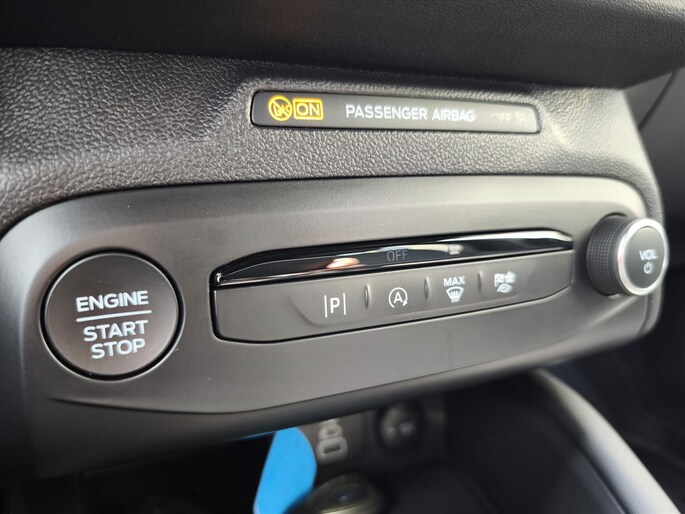 ON PASSENGER AIRBAG
OFF
ENGINE
START
STOP
P
A
MAX
VOL